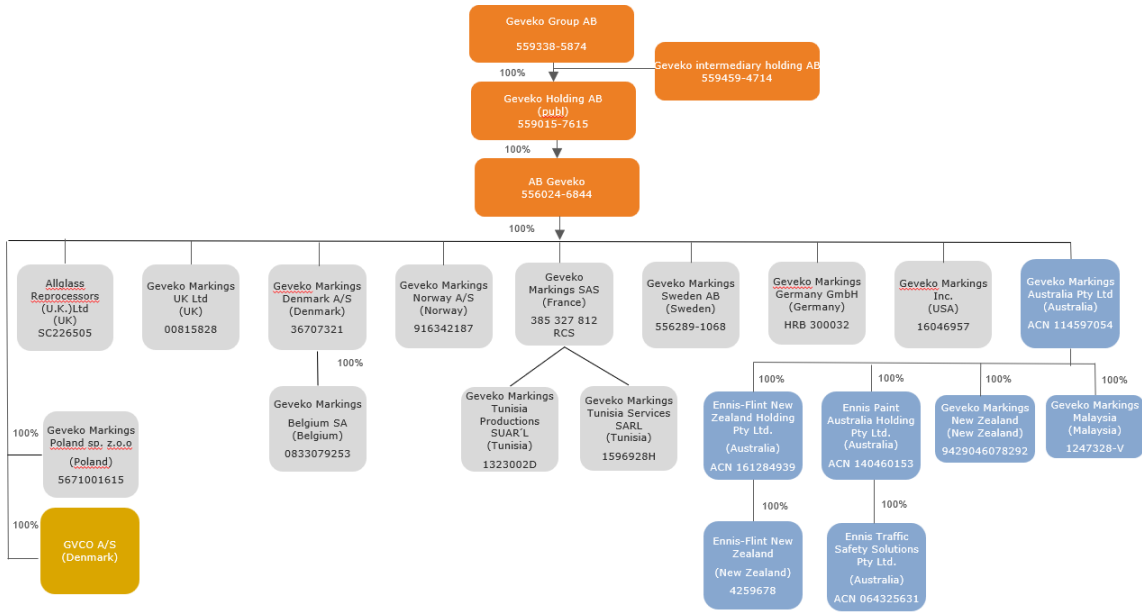 Geveko Group AB
559338-5874
100%
Geveko intermediary holding AB
559459-4714
Geveko Holding AB
(publ)
559015-7615
100%
AB Geveko
556024-6844
100%
Allglass
Reprocessors
(U.K.)Ltd
(UK)
SC226505
Geveko Markings
UK Ltd
(UK)
00815828
Geveko Markings
Denmark A/S
(Denmark)
36707321
Geveko Markings
Norway A/S
(Norway)
916342187
Geveko
Markings SAS
(France)
385 327 812
RCS
Geveko
Markings
Sweden AB
(Sweden)
556289-1068
Geveko Markings
Germany GmbH
(Germany)
HRB 300032
Geveko Markings
Inc.
(USA)
16046957
Geveko Markings
Australia Pty Ltd
(Australia)
ACN 114597054
100%
100%
100%
100%
100%
Geveko Markings
Belgium SA
(Belgium)
0833079253
Geveko Markings
Tunisia
Productions
SUAR´L
(Tunisia)
1323002D
Geveko Markings
Tunisia Services
SARL
(Tunisia)
1596928H
Ennis-Flint New
Zealand Holding
Pty Ltd.
(Australia)
ACN 161284939
Ennis Paint
Australia Holding
Pty Ltd.
(Australia)
ACN 140460153
Geveko Markings
New Zealand
(New Zealand)
9429046078292
Geveko Markings
Malaysia
(Malaysia)
1247328-V
100%
Geveko Markings
Poland sp. z.o.o
(Poland)
5671001615
100%
100%
100%
GVCO A/S
(Denmark)
Ennis-Flint New
Zealand
(New Zealand)
4259678
Ennis Traffic
Safety Solutions
Pty Ltd.
(Australia)
ACN 064325631